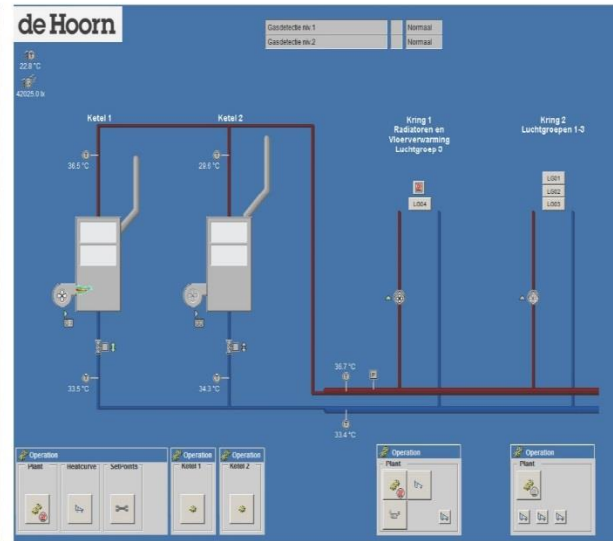 de Hoorn
Gasdetectie niv.1 Normaal
Gasdetectie niv.2 Normaal
22.8 °C
42025.0 lx
Ketel 1
Ketel 2
Kring 1
Radiatoren en
Vloerverwarming
Luchtgroep 3
Kring 2
Luchtgroepen 1-3
36.5 °C
29.6 °C
LG04
LG01
LG02
LG03
33.5 °C
34.3 °C
36.7 °C
33.4 °C
Operation
Plant Heatcurve SetPoints
Operation
Ketel 1
Operation
Ketel 2
Operation
Plant
Operation
Plant